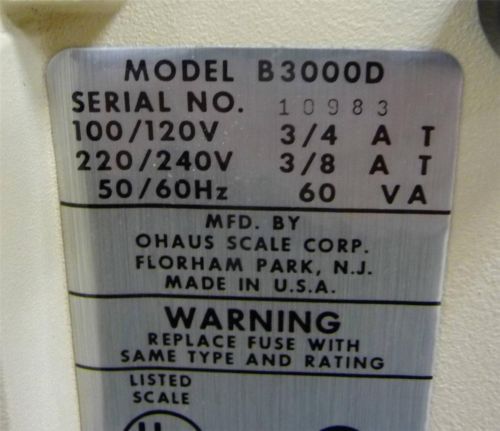 MODEL B3000D
SERIAL NO. 10983
100/120V 3/4 A T
220/240V 3/8 A T
50/60Hz 60 VA
MFD. BY
OHAUS SCALE CORP.
FLORHAM PARK, N.J.
MADE IN U.S.A.
WARNING
REPLACE FUSE WITH
SAME TYPE AND RATING
LISTED
SCALE